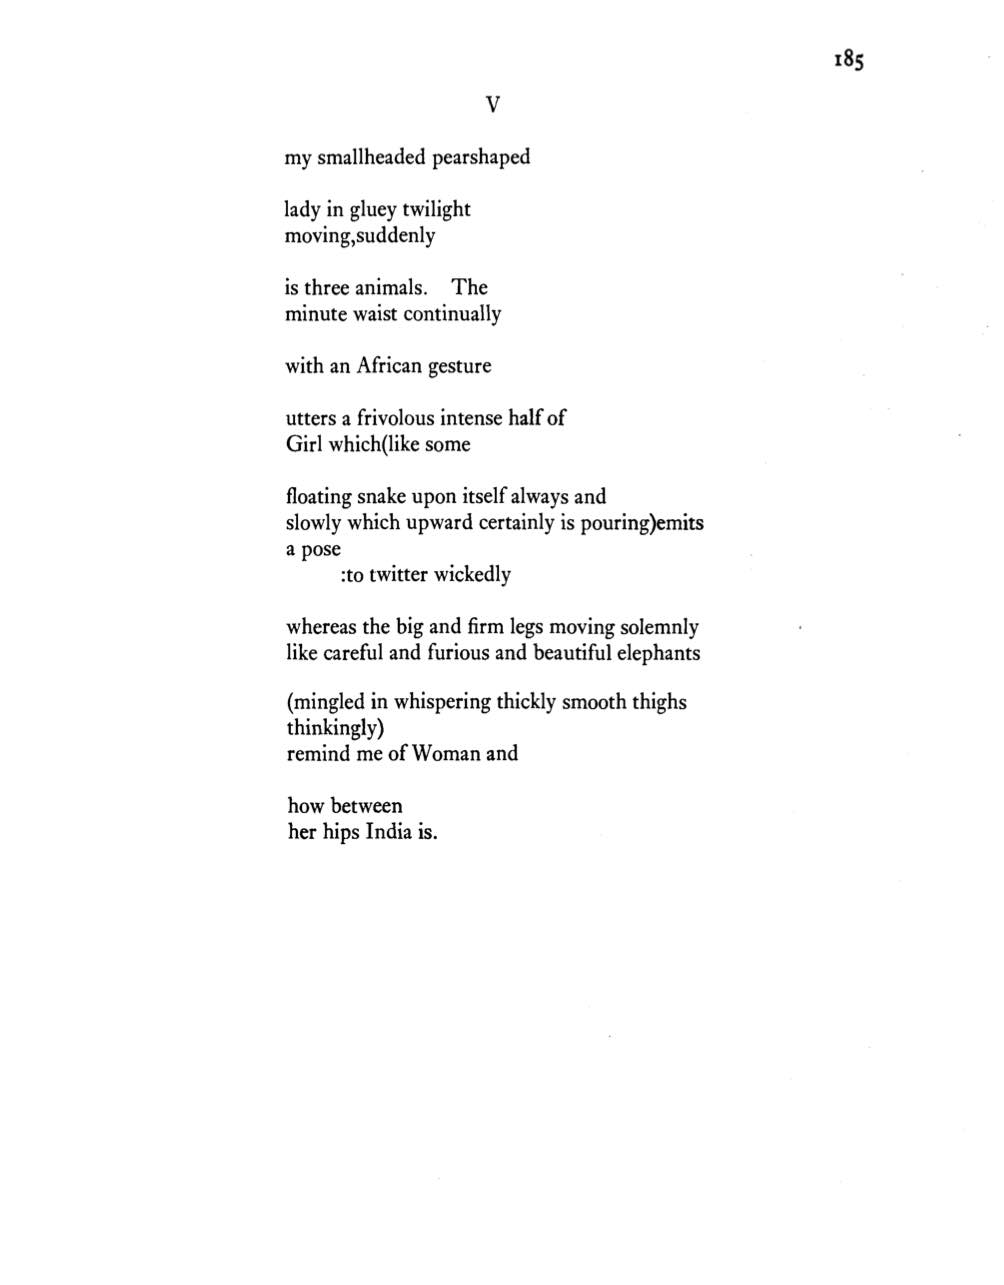 185
V
my smallheaded pearshaped
lady in gluey twilight
moving,suddenly
is three animals. The
minute waist continually
with an African gesture
utters a frivolous intense half of
Girl which(like some
floating snake upon itself always and
slowly which upward certainly is pouring)emits
a pose
:to twitter wickedly
whereas the big and firm legs moving solemnly
like careful and furious and beautiful elephants
(mingled in whispering thickly smooth thighs
thinkingly)
remind me of Woman and
how between
her hips India is.